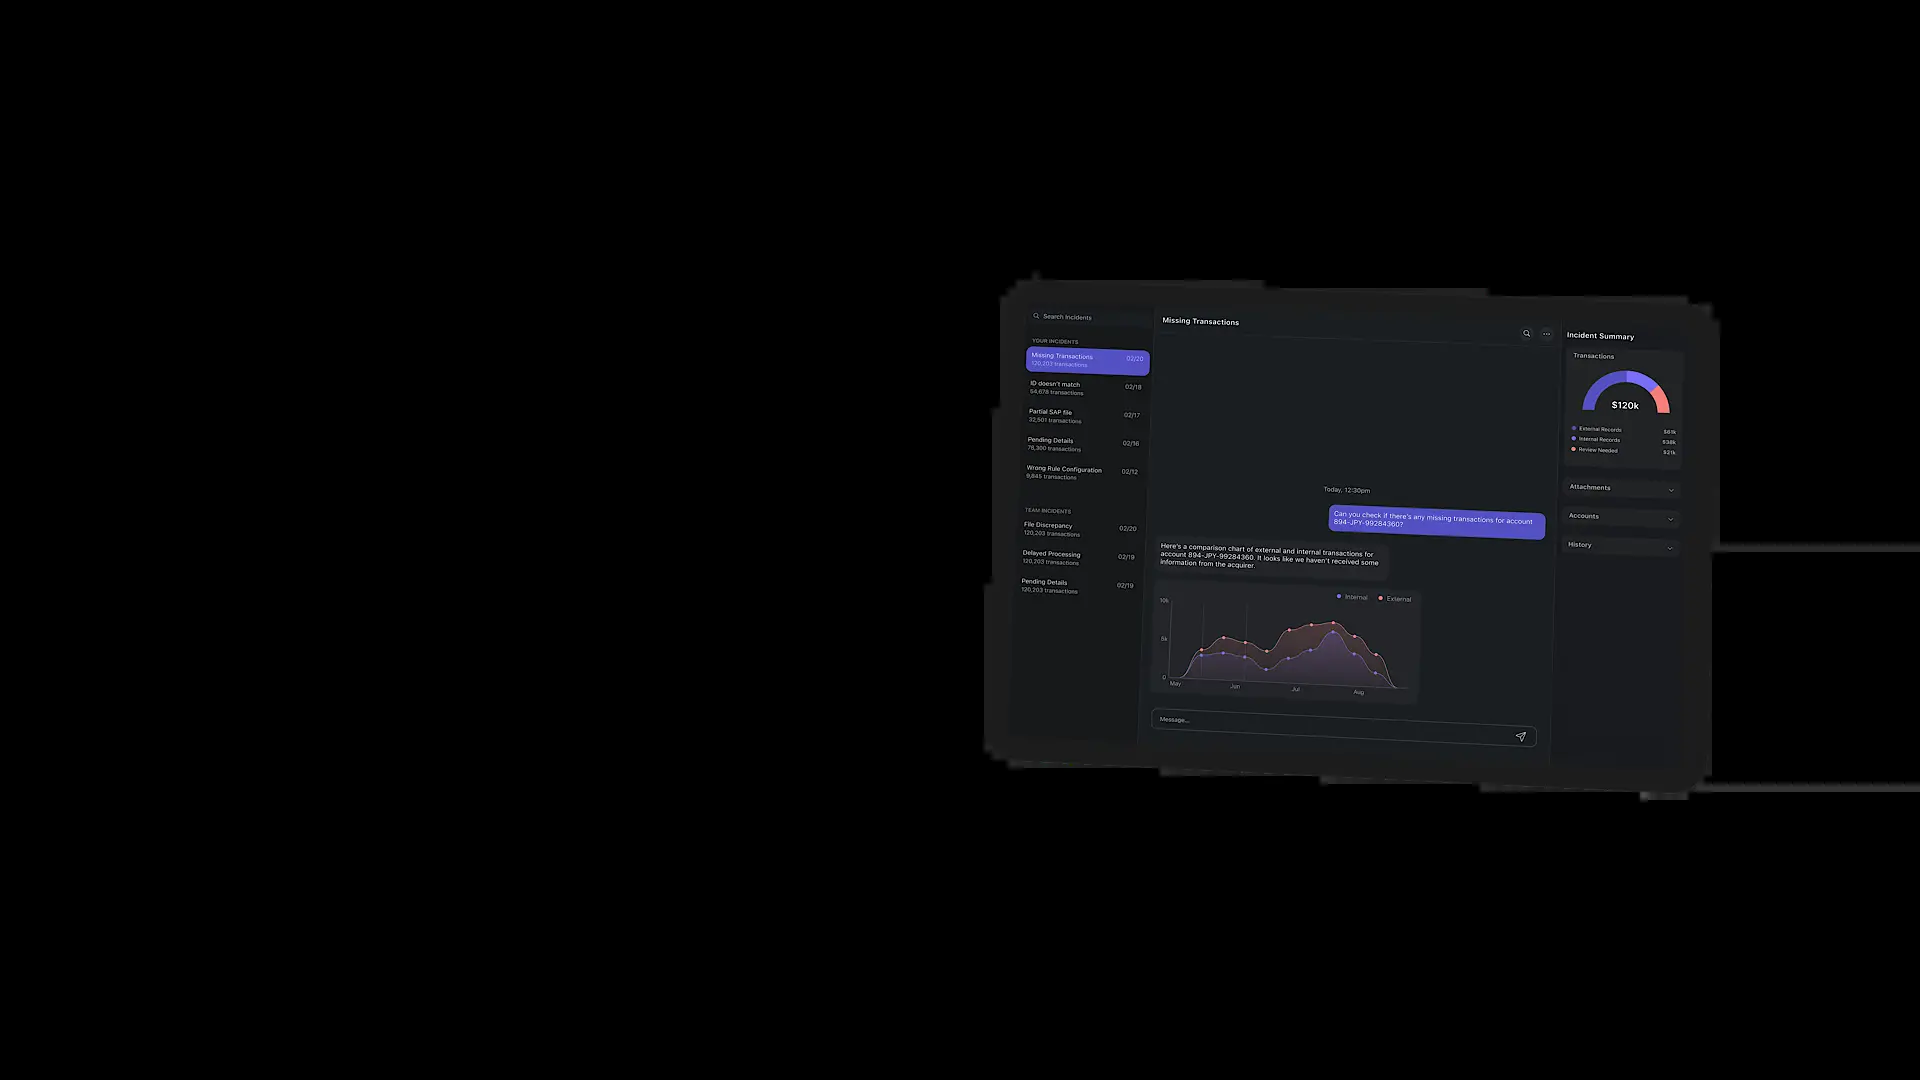 Search Incidents
YOUR INCIDENTS
Missing Transactions 02/20
120,203 transactions
ID doesn't match 02/18
54,678 transactions
Partial SAP file 02/17
32,501 transactions
Pending Details 02/16
76,300 transactions
Wrong Rule Configuration 02/12
9,845 transactions
TEAM INCIDENTS
File Discrepancy 02/20
120,203 transactions
Delayed Processing 02/19
120,203 transactions
Pending Details 02/19
120,203 transactions
Missing Transactions
Today, 12:30pm
Can you check if there's any missing transactions for account
894-JPY-99284360?
Here's a comparison chart of external and internal transactions for
account 894-JPY-99284360. It looks like we haven't received some
information from the acquirer.
Internal External
10k
5k
0
May Jun Jul Aug
Message...
Incident Summary
Transactions
$120k
External Records $61k
Internal Records $38k
Review Needed $21k
Attachments
Accounts
History